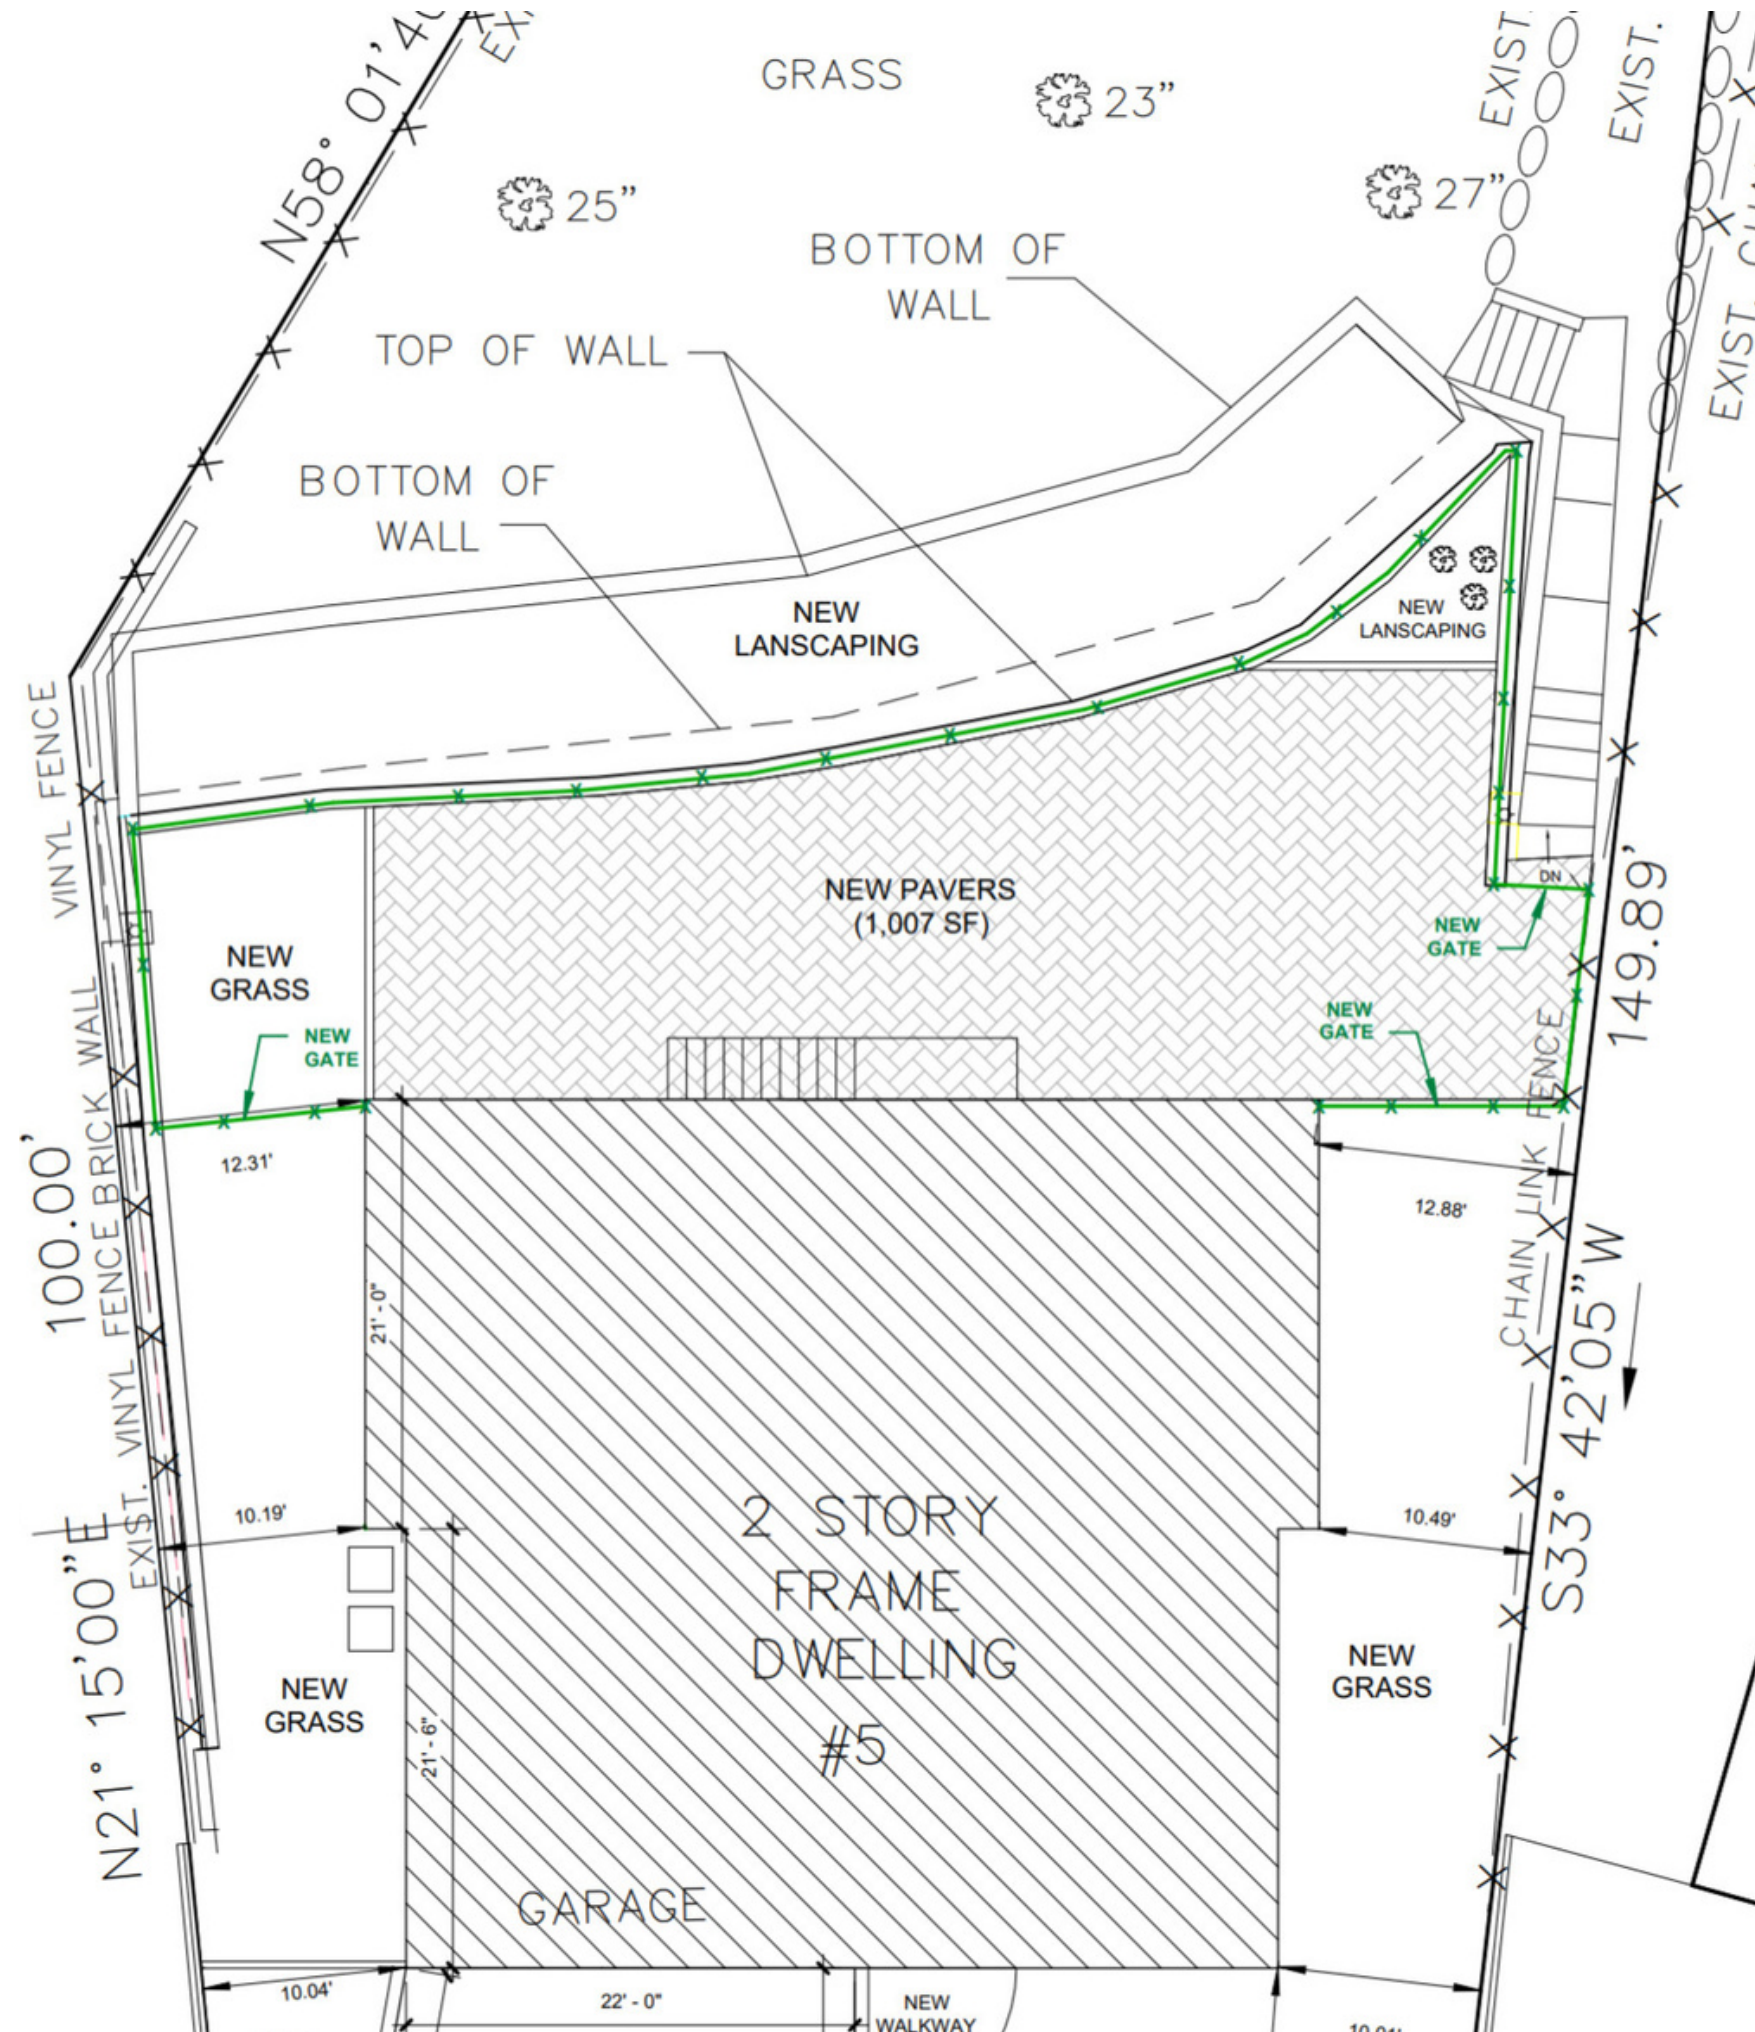 N58° 01'
GRASS
23"
EXIST.
EXIST.
25"
27"
BOTTOM OF
WALL
TOP OF WALL
EXIST.
BOTTOM OF
WALL
NEW
LANSCAPING
NEW
LANSCAPING
VINYL FENCE
NEW PAVERS
(1,007 SF)
DN
NEW
GATE
149.89'
NEW
GRASS
NEW
GATE
NEW
GATE
BRICK WALL
12.31'
12.88'
100.00'
EXIST. VINYL FENCE
CHAIN LINK FENCE
21' - 0"
S33° 42'05"W
10.19'
10.49'
2 STORY
FRAME
DWELLING
#5
N21° 15'00"E
NEW
GRASS
NEW
GRASS
21' - 6"
GARAGE
10.04'
22' - 0"
NEW
WALKWAY